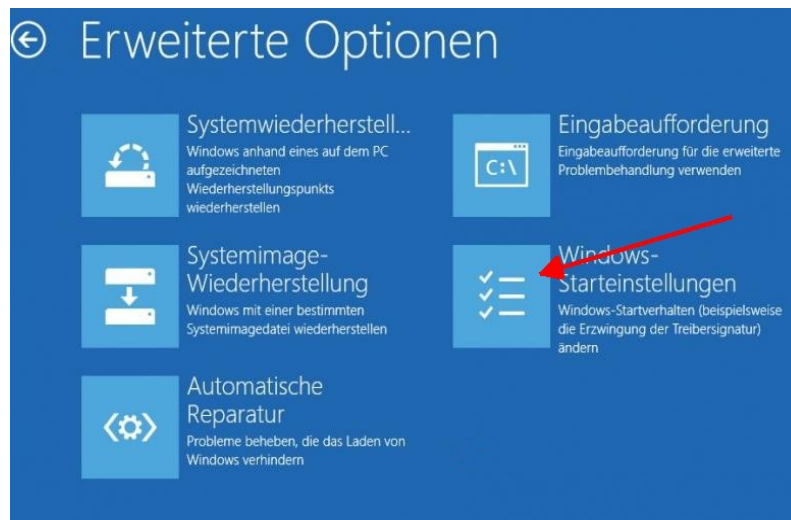 Erweiterte Optionen
Systemwiederherstell...
Windows anhand eines auf dem PC
aufgezeichneten
Wiederherstellungspunkts
wiederherstellen
Systemimage-
Wiederherstellung
Windows mit einer bestimmten
Systemimagedatei wiederherstellen
Automatische
Reparatur
Probleme beheben, die das Laden von
Windows verhindern
C:\
Eingabeaufforderung
Eingabeaufforderung für die erweiterte
Problembehandlung verwenden
Windows-
Starteinstellungen
Windows-Startverhalten (beispielsweise
die Erzwingung der Treibersignatur)
ändern